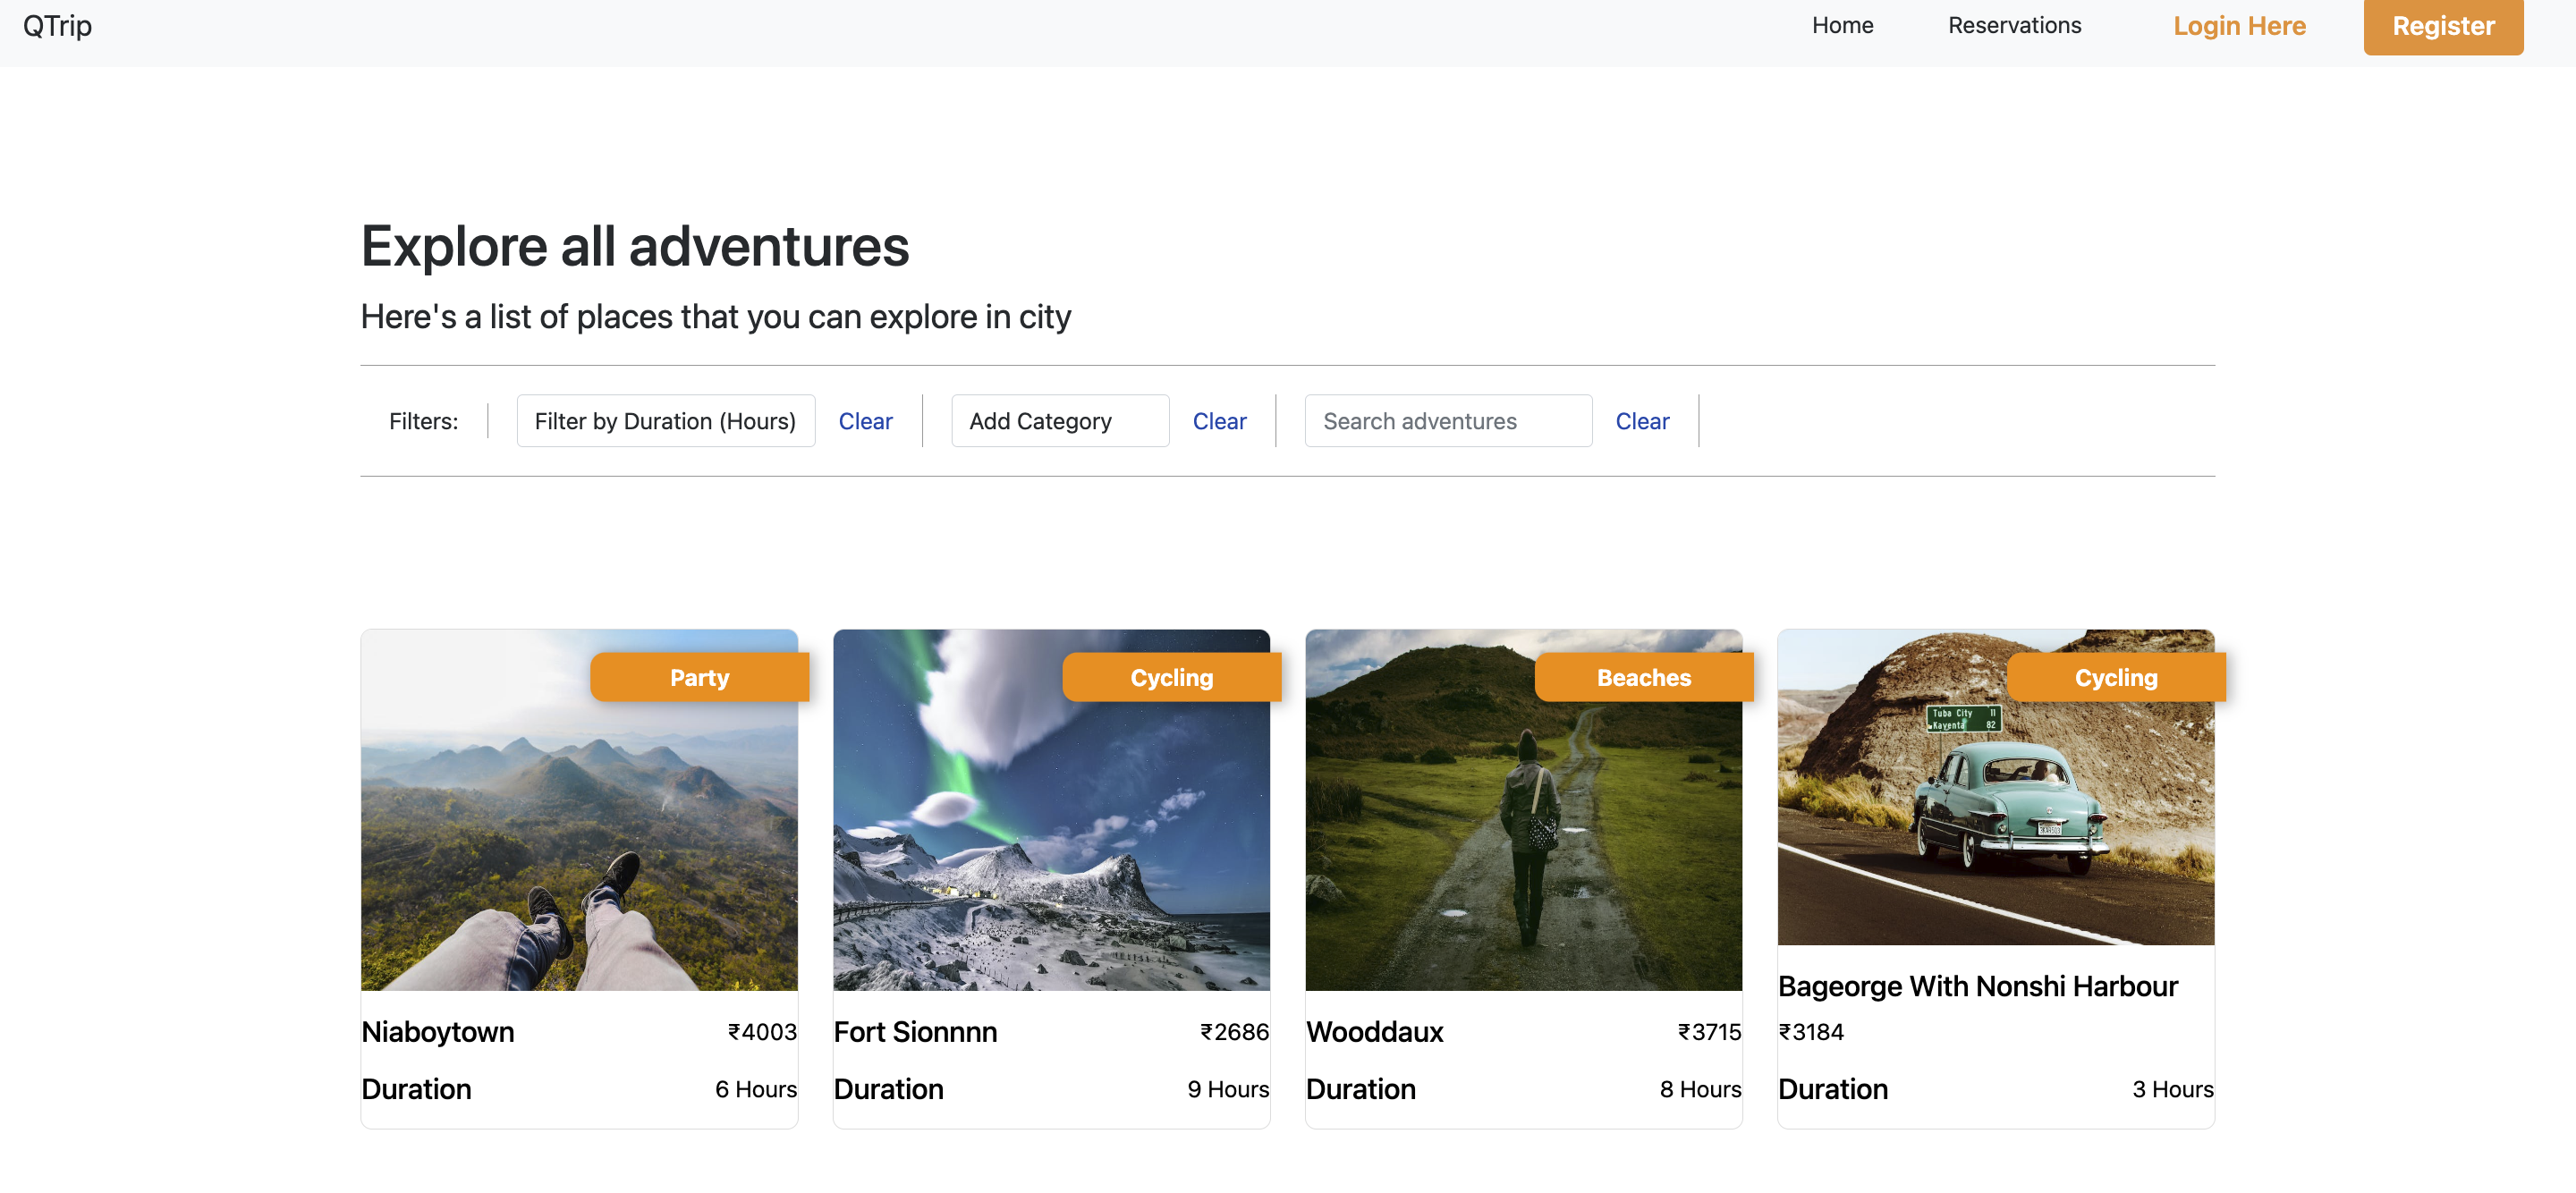 QTrip
Home Reservations Login Here Register
Explore all adventures
Here's a list of places that you can explore in city
Filters: Filter by Duration (Hours) Clear Add Category Clear Search adventures Clear
Party
Cycling
Beaches
Cycling
Tuba City 11
Kayenta 82
Niaboytown ₹4003
Duration 6 Hours
Fort Sionnnn ₹2686
Duration 9 Hours
Wooddaux ₹3715
Duration 8 Hours
Bageorge With Nonshi Harbour
₹3184
Duration 3 Hours